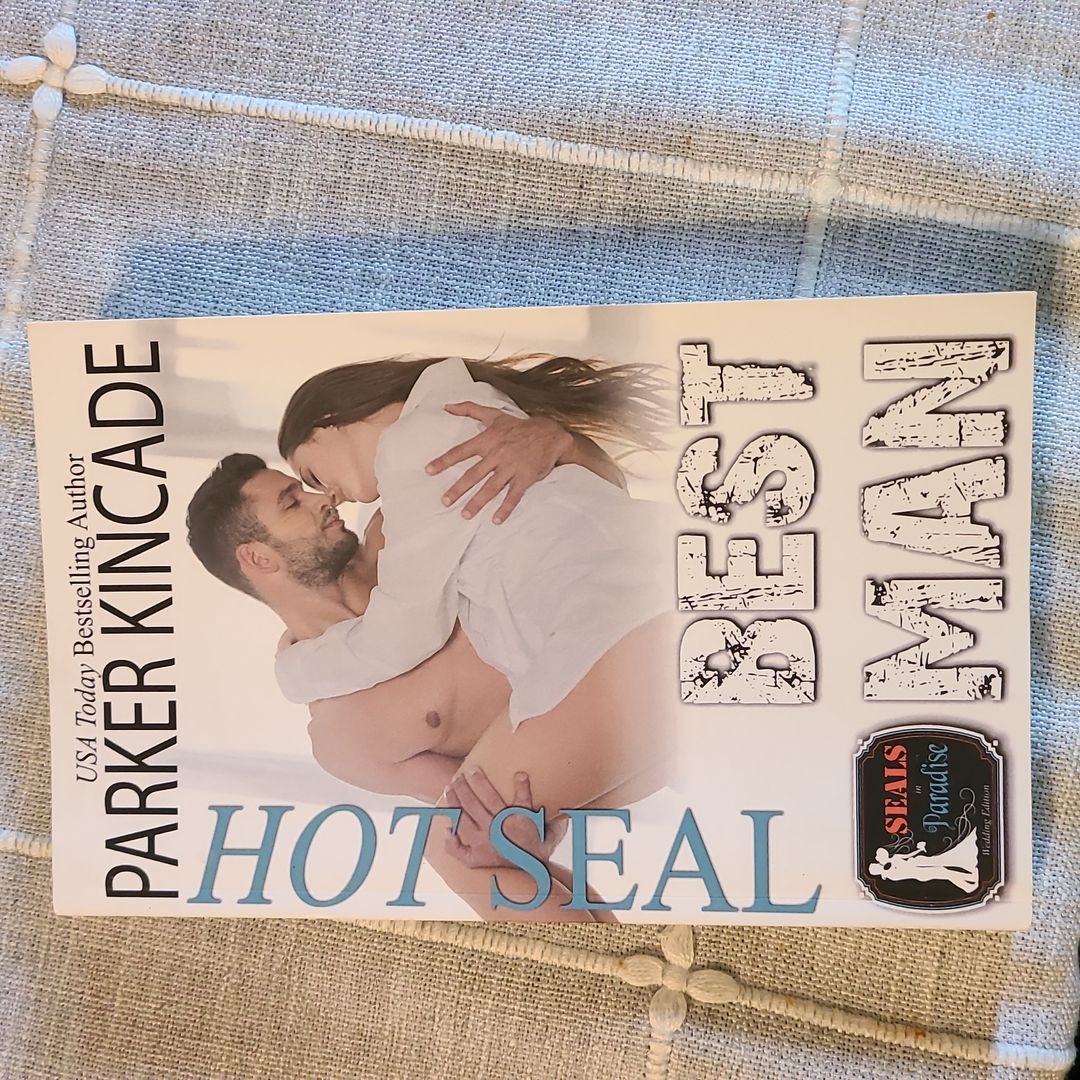 USA Today Bestselling Author
PARKER KINCADE
HOT SEAL
BEST
MAN
SEALS
in
Paradise
Wedding Edition